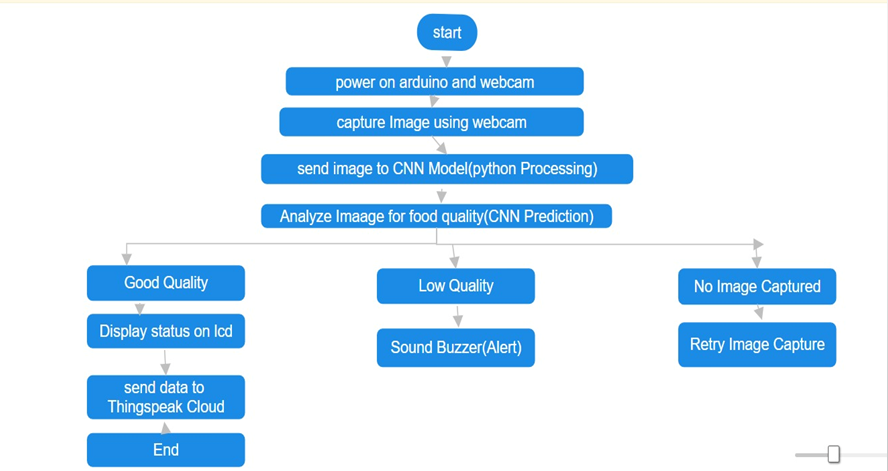 start
power on arduino and webcam
capture Image using webcam
send image to CNN Model(python Processing)
Analyze Imaage for food quality(CNN Prediction)
Good Quality
Low Quality
No Image Captured
Display status on lcd
Sound Buzzer(Alert)
Retry Image Capture
send data to
Thingspeak Cloud
End